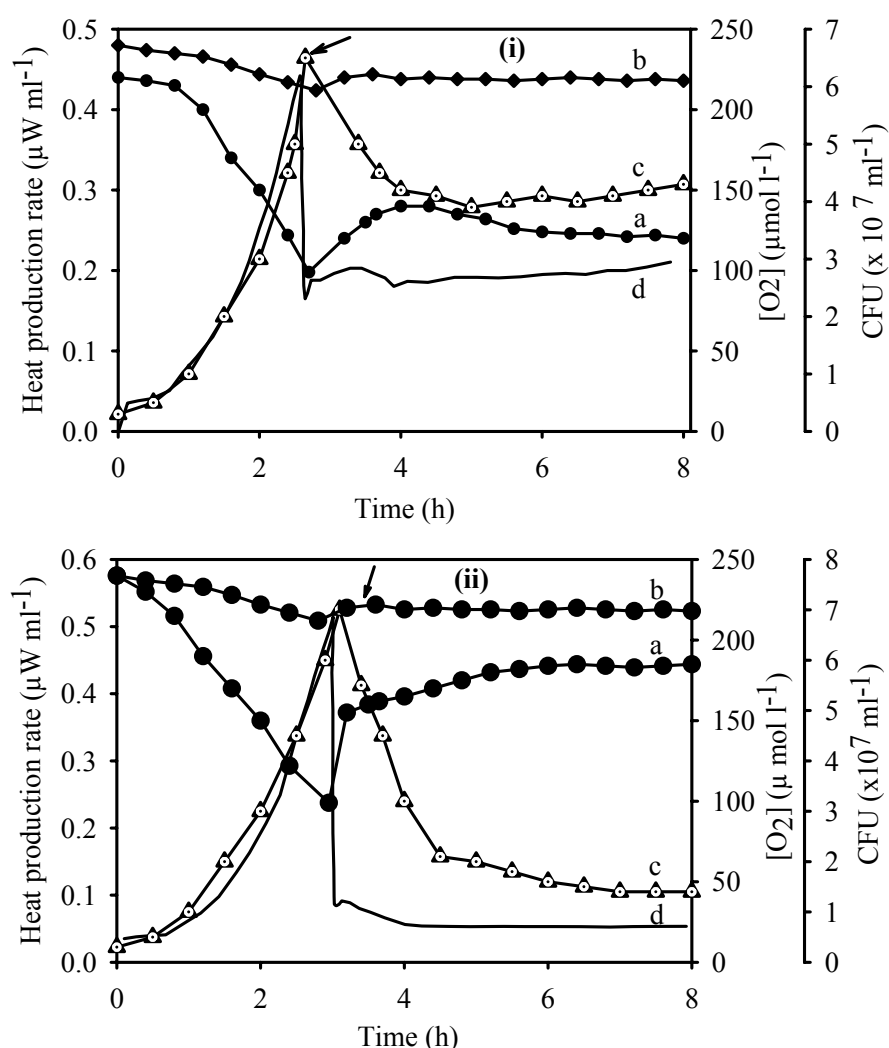 (i)
Heat production rate (µW ml-1)
0.5
0.4
0.3
0.2
0.1
0.0
b
c
a
d
250
200
150
100
50
0
[O2] (µmol l-1)
7
6
5
4
3
2
1
0
CFU (x 10 7 ml-1)
0 2 4 6 8
Time (h)
(ii)
Heat production rate (µW ml-1)
0.6
0.5
0.4
0.3
0.2
0.1
0.0
b
a
c
d
250
200
150
100
50
0
[O2] (µ mol l-1)
8
7
6
5
4
3
2
1
0
CFU (x107 ml-1)
0 2 4 6 8
Time (h)